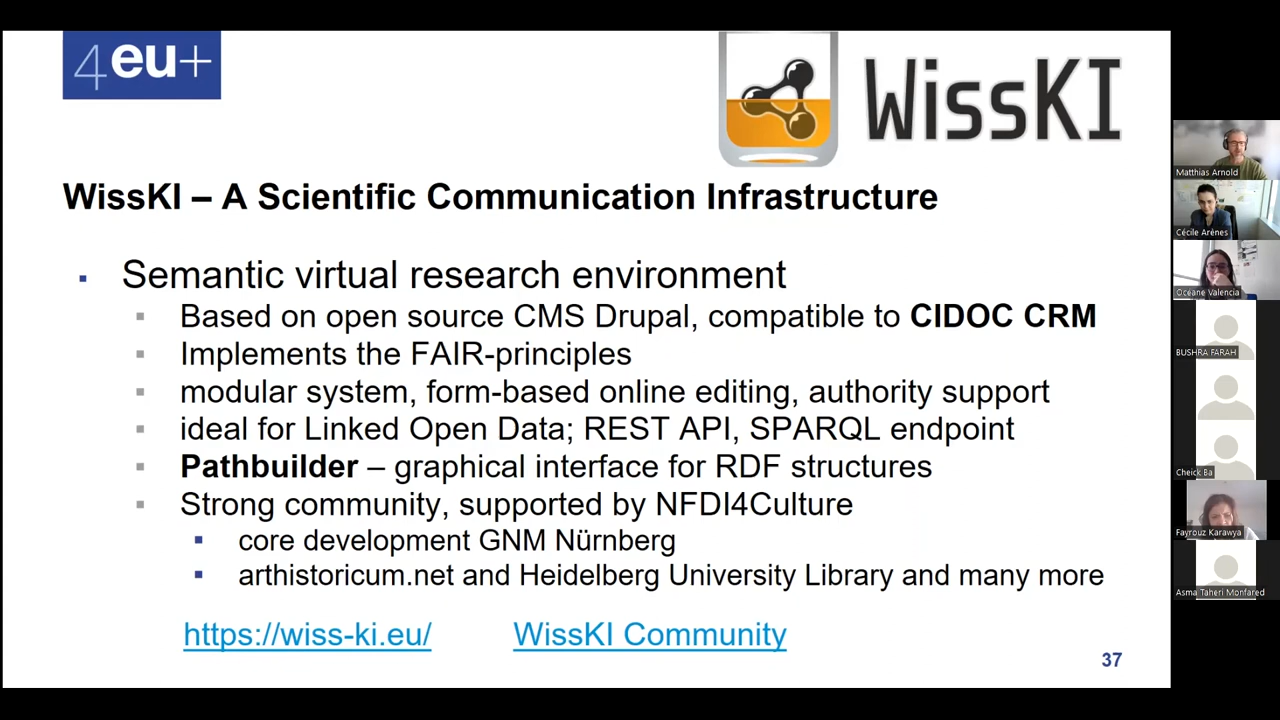 4eu+
WissKI
WissKI – A Scientific Communication Infrastructure
▪ Semantic virtual research environment
▪ Based on open source CMS Drupal, compatible to CIDOC CRM
▪ Implements the FAIR-principles
▪ modular system, form-based online editing, authority support
▪ ideal for Linked Open Data; REST API, SPARQL endpoint
▪ Pathbuilder – graphical interface for RDF structures
▪ Strong community, supported by NFDI4Culture
▪ core development GNM Nürnberg
▪ arthistoricum.net and Heidelberg University Library and many more
https://wiss-ki.eu/ WissKI Community
37
Matthias Arnold
Cécile Arènes
Océane Valencia
BUSHRA FARAH
Cheick Ba
Fayrouz Karawya
Asma Taheri Monfared